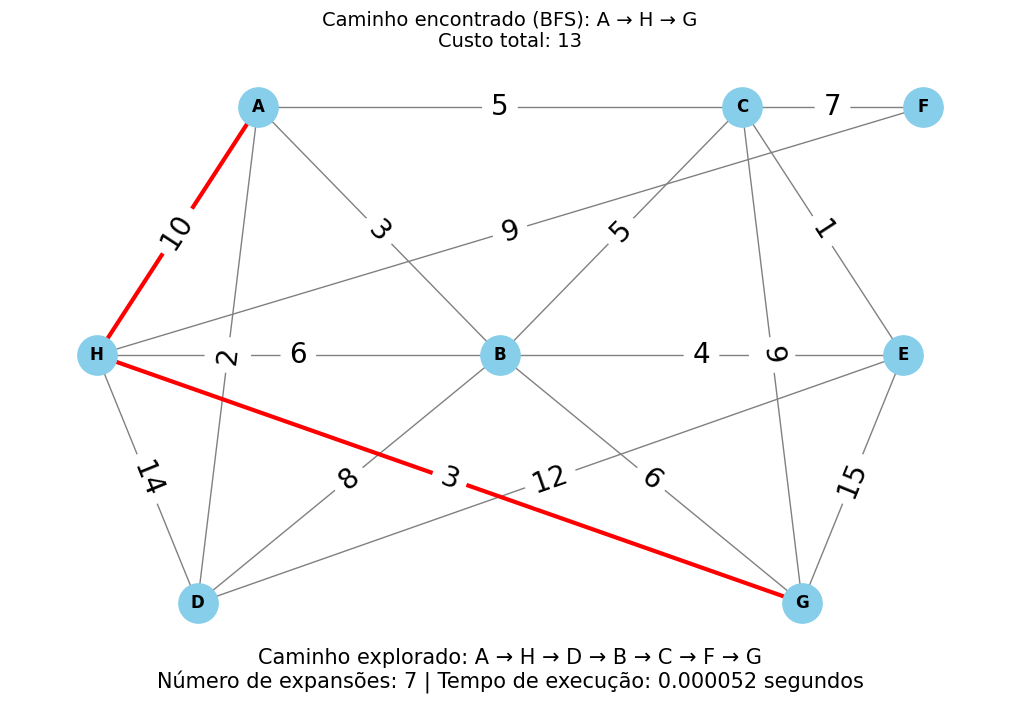 Caminho encontrado (BFS): A → H → G
Custo total: 13
A
5
C
7
F
10
3
9
5
1
H
2
6
B
4
9
E
14
8
3
12
6
15
D
G
Caminho explorado: A → H → D → B → C → F → G
Número de expansões: 7 | Tempo de execução: 0.000052 segundos